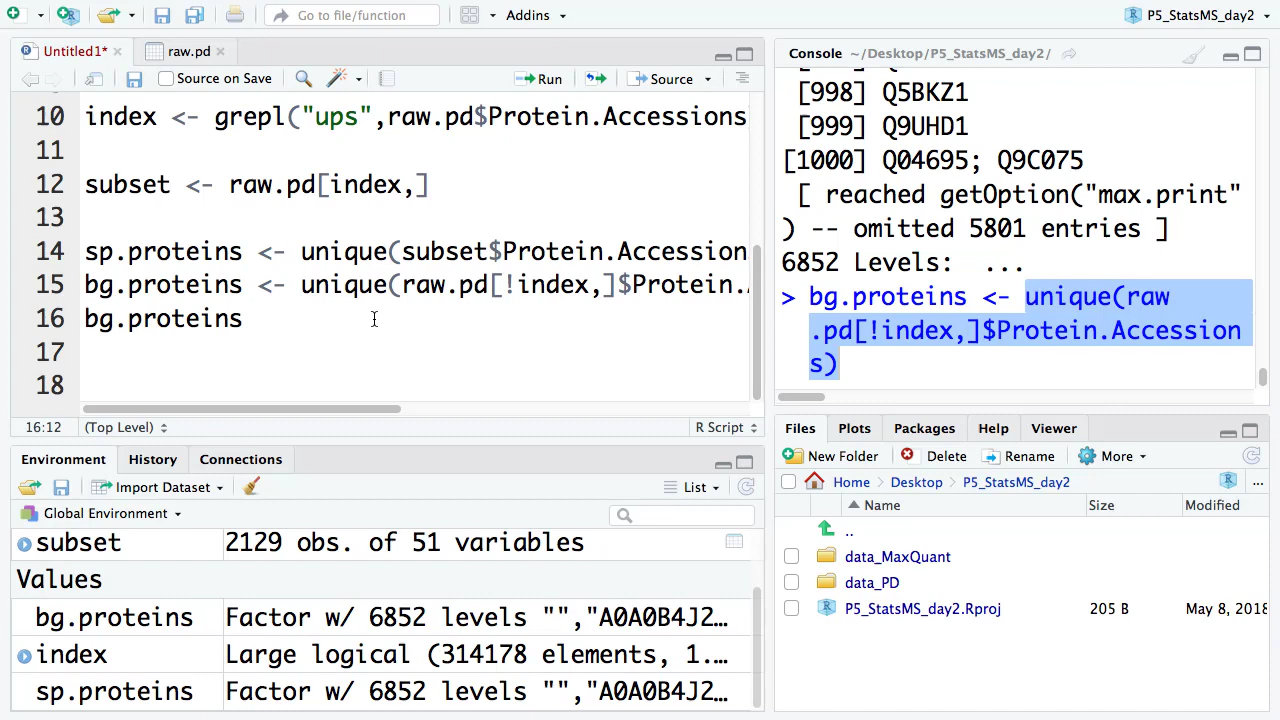 Go to file/function
Addins
P5_StatsMS_day2
Untitled1*
raw.pd
Source on Save
Run
Source
10 index <- grepl("ups",raw.pd$Protein.Accessions
11
12 subset <- raw.pd[index,]
13
14 sp.proteins <- unique(subset$Protein.Accession
15 bg.proteins <- unique(raw.pd[!index,]$Protein.
16 bg.proteins
17
18
16:12 (Top Level) R Script
Console ~/Desktop/P5_StatsMS_day2/
[998] Q5BKZ1
[999] Q9UHD1
[1000] Q04695; Q9C075
[ reached getOption("max.print"
) -- omitted 5801 entries ]
6852 Levels: ...
> bg.proteins <- unique(raw
.pd[!index,]$Protein.Accession
s)
Environment History Connections
Import Dataset List
Global Environment
subset 2129 obs. of 51 variables
Values
bg.proteins Factor w/ 6852 levels "","A0A0B4J2…
index Large logical (314178 elements, 1.…
sp.proteins Factor w/ 6852 levels "","A0A0B4J2…
Files Plots Packages Help Viewer
New Folder Delete Rename More
Home Desktop P5_StatsMS_day2 ...
Name Size Modified
..
data_MaxQuant
data_PD
P5_StatsMS_day2.Rproj 205 B May 8, 2018